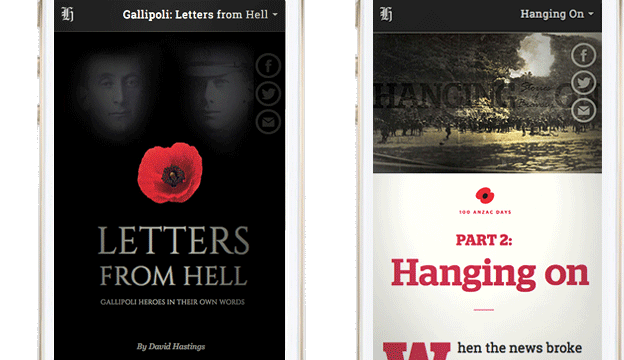 Gallipoli: Letters from Hell
LETTERS
FROM HELL
GALLIPOLI HEROES IN THEIR OWN WORDS
By David Hastings
Hanging On
HANGING ON
100 ANZAC DAYS
PART 2:
Hanging on
When the news broke